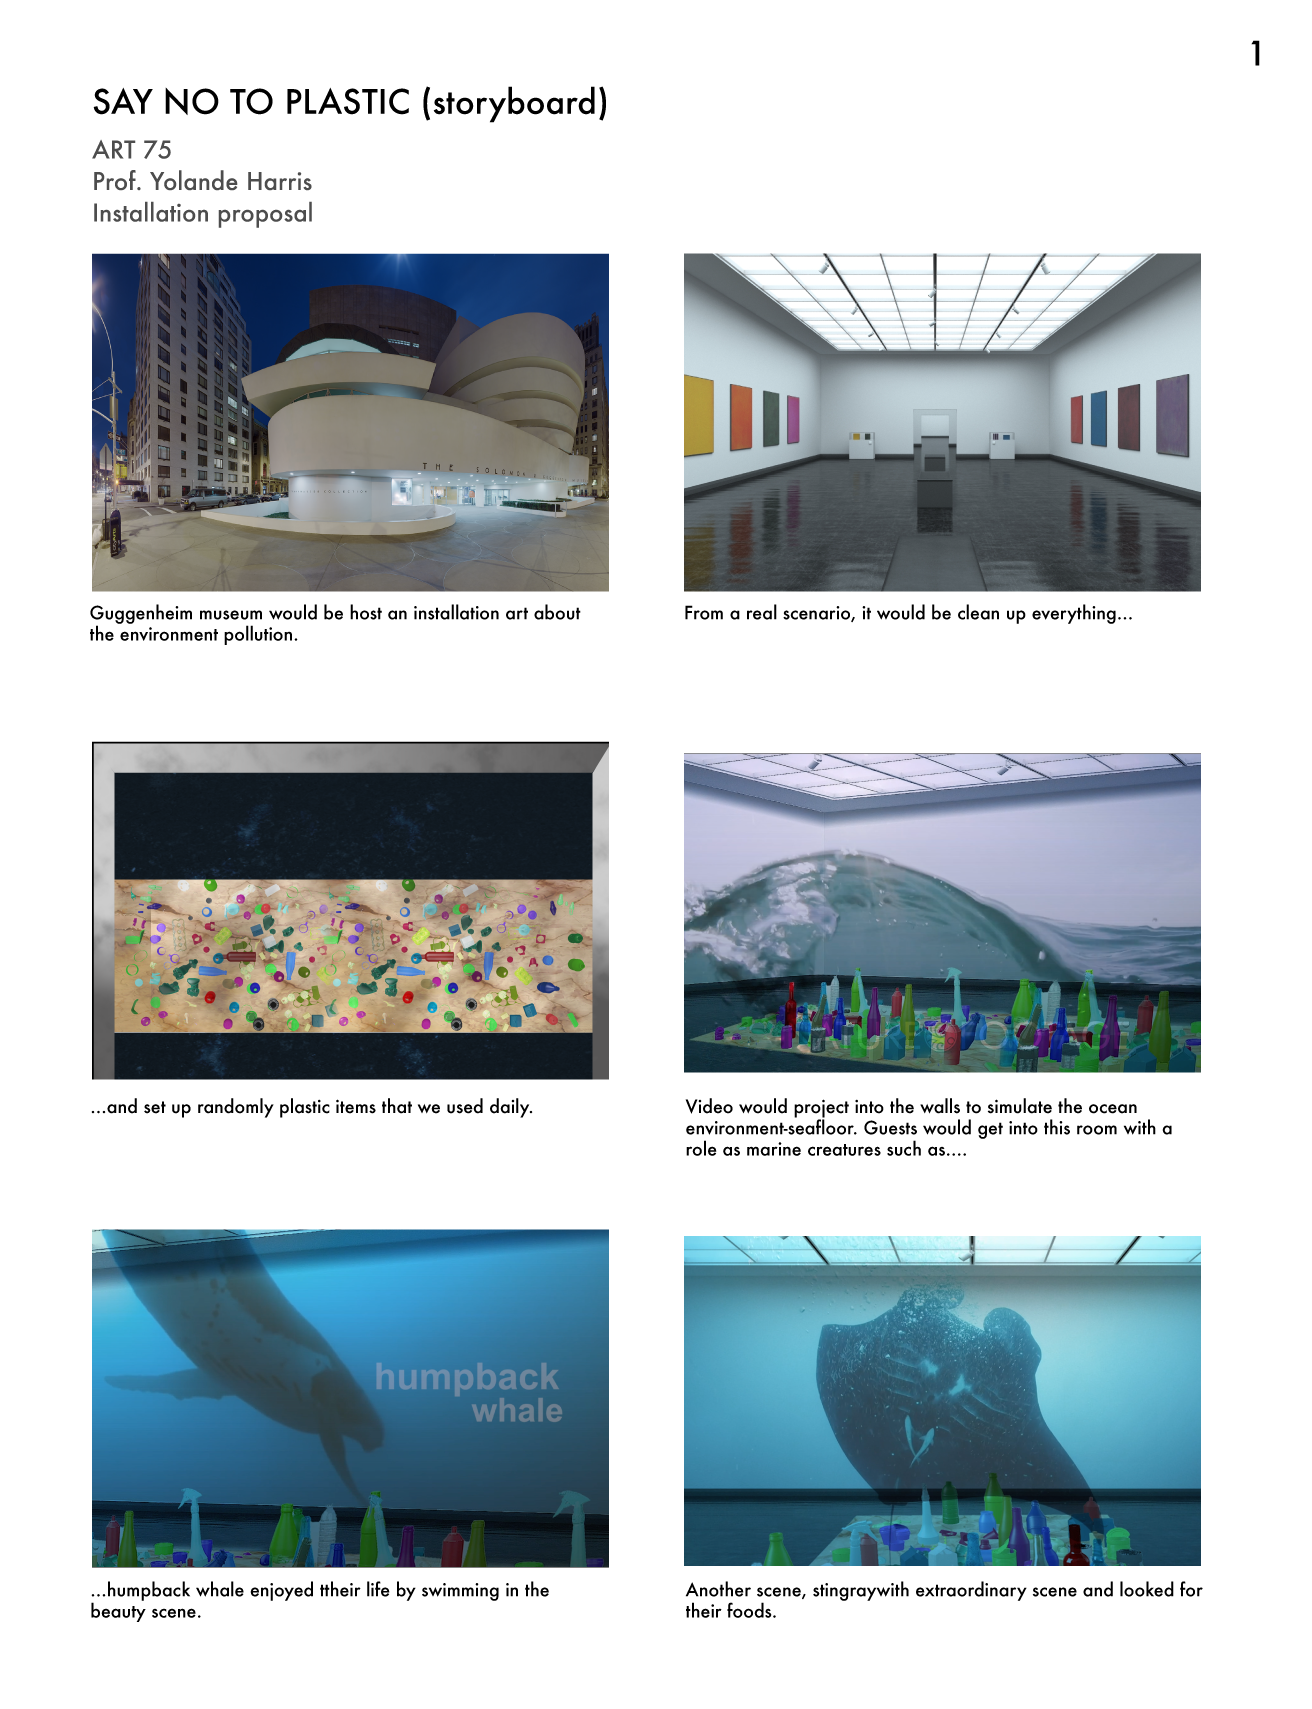 1
SAY NO TO PLASTIC (storyboard)
ART 75
Prof. Yolande Harris
Installation proposal
THE SOLOMON
Guggenheim museum would be host an installation art about
the environment pollution.
From a real scenario, it would be clean up everything...
...and set up randomly plastic items that we used daily.
Video would project into the walls to simulate the ocean
environment-seafloor. Guests would get into this room with a
role as marine creatures such as....
humpback
whale
...humpback whale enjoyed ttheir life by swimming in the
beauty scene.
Another scene, stingraywith extraordinary scene and looked for
their foods.